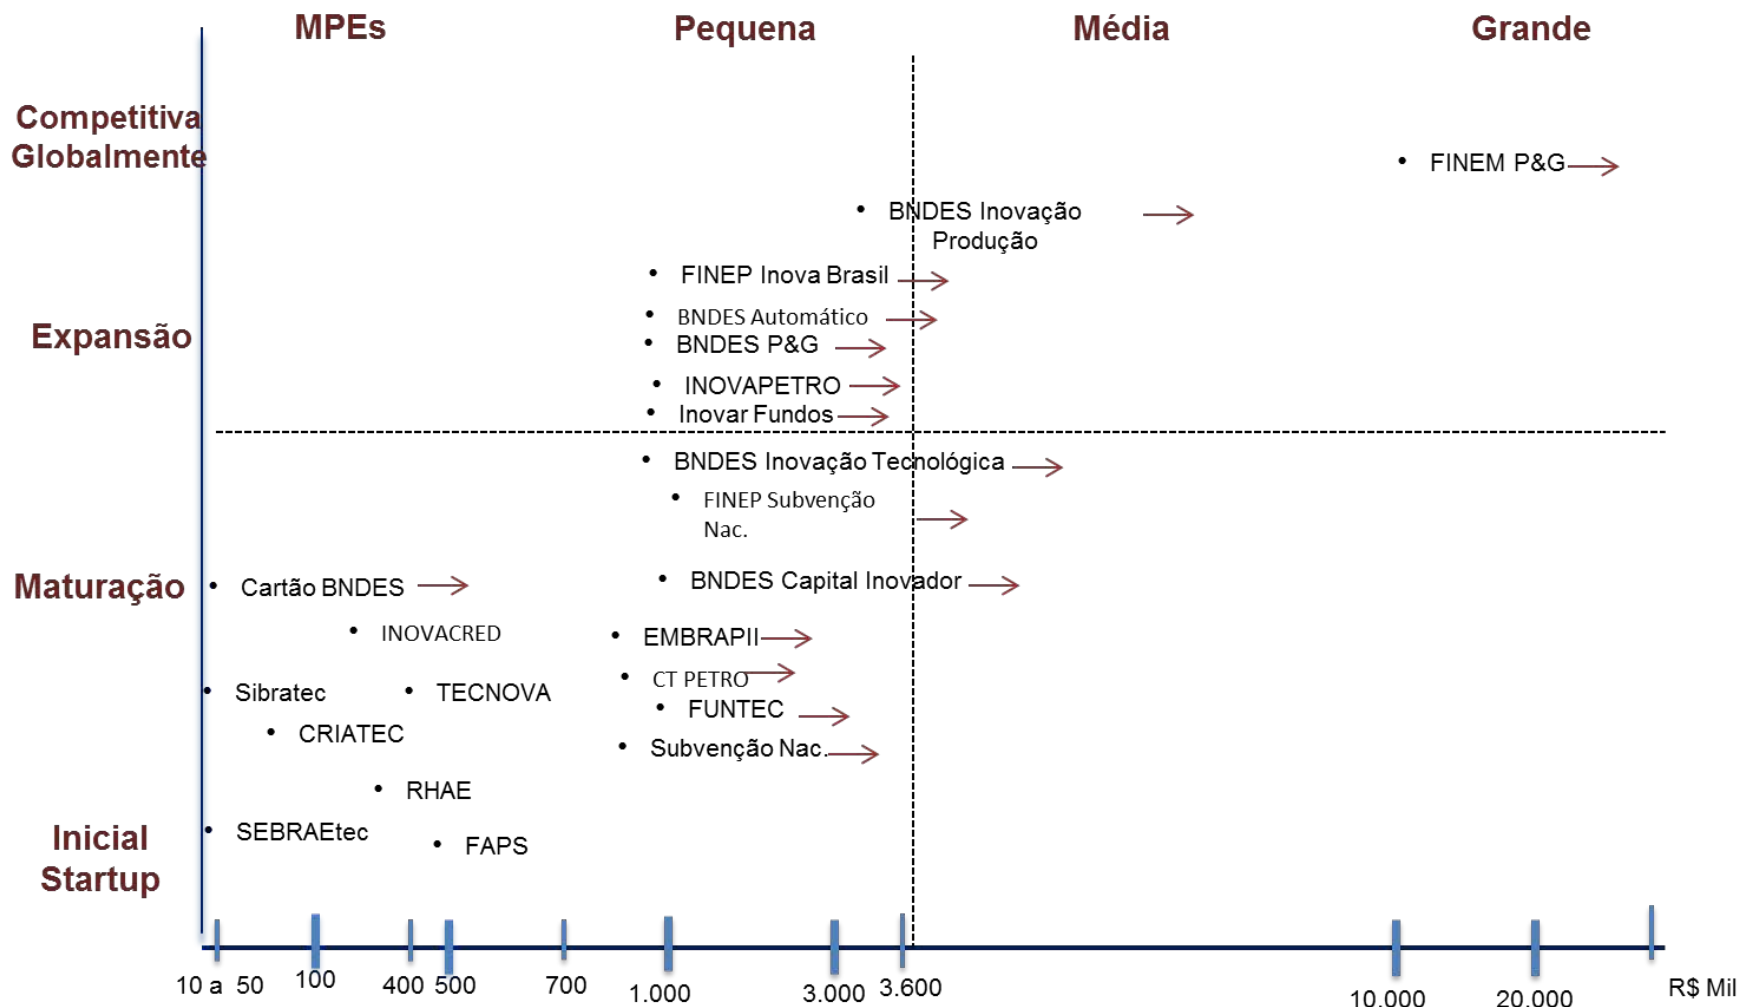 MPEs
Pequena
Média
Grande
Competitiva
Globalmente
• FINEM P&G
• BNDES Inovação
Produção
• FINEP Inova Brasil
• BNDES Automático
Expansão
• BNDES P&G
• INOVAPETRO
• Inovar Fundos
• BNDES Inovação Tecnológica
• FINEP Subvenção
Nac.
Maturação
• Cartão BNDES
• BNDES Capital Inovador
• INOVACRED
• EMBRAPII
• CT PETRO
• Sibratec
• TECNOVA
• FUNTEC
• CRIATEC
• Subvenção Nac.
• RHAE
Inicial
Startup
• SEBRAEtec
• FAPS
10 a 50
100
400
500
700
1.000
3.000
3.600
10.000
20.000
R$ Mil